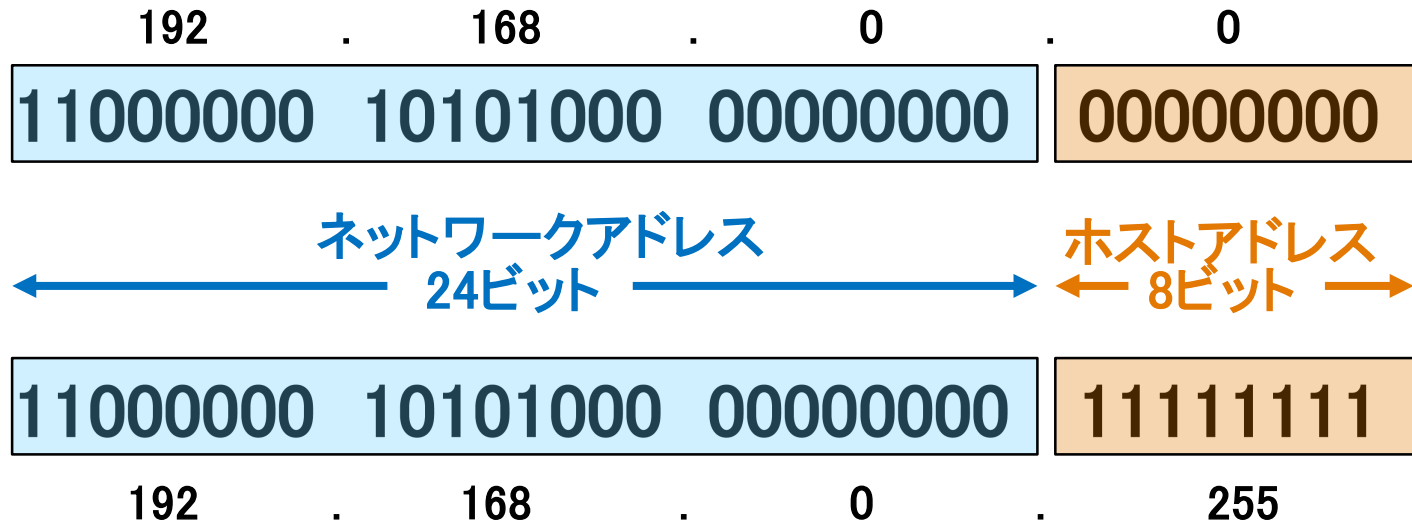 192 . 168 . 0 . 0
11000000 10101000 00000000 00000000
ネットワークアドレス
24ビット
ホストアドレス
8ビット
11000000 10101000 00000000 11111111
192 . 168 . 0 . 255